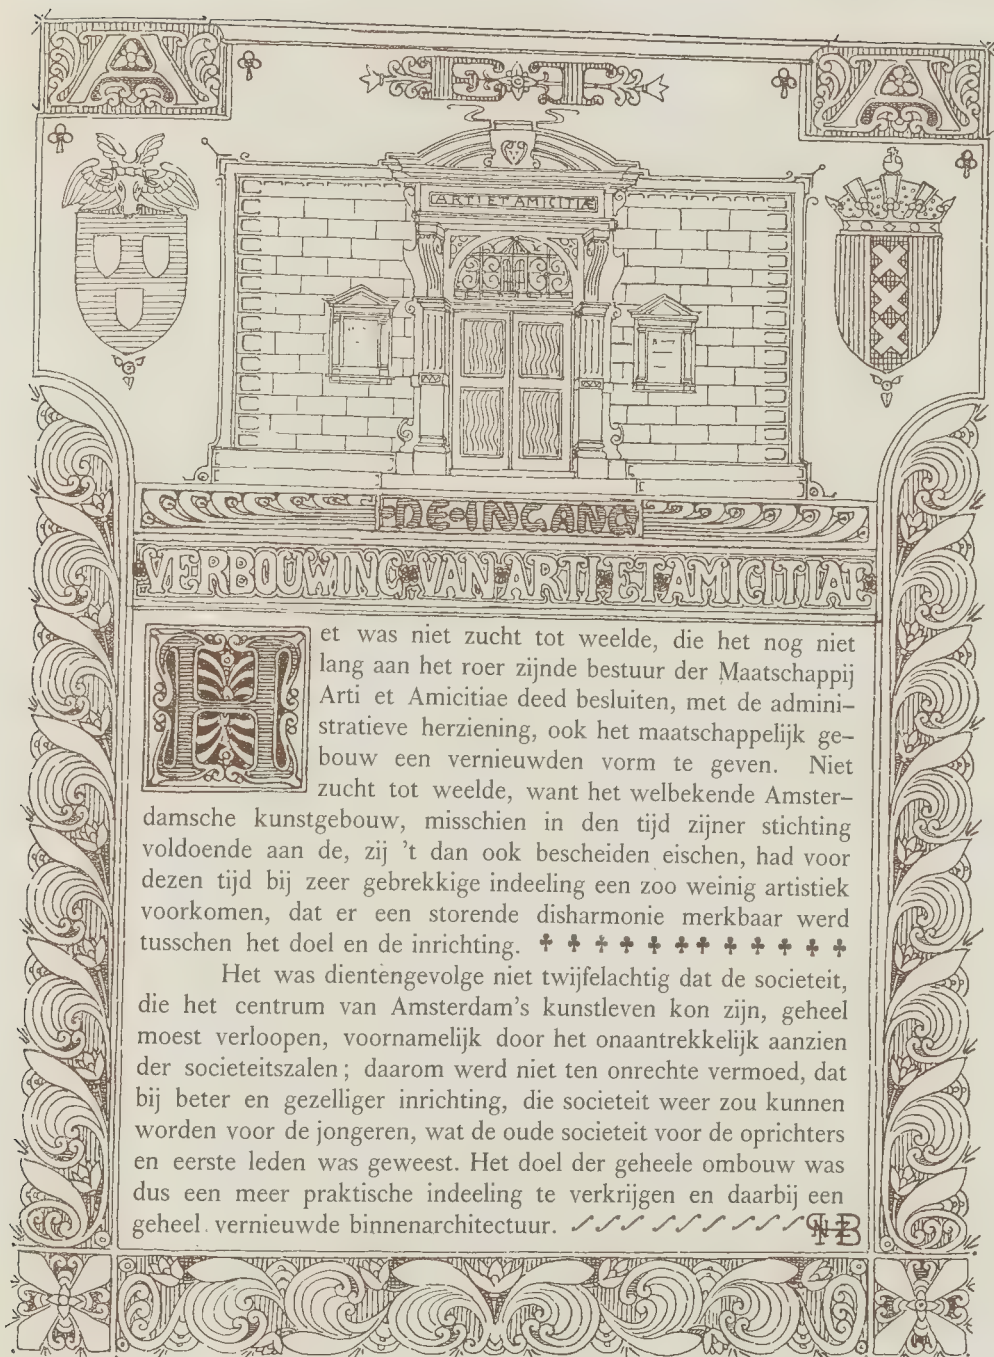 A ET A
ARTI ET AMICITIÆ
DE INGANG
VERBOUWING VAN ARTI ET AMICITIAE
Het was niet zucht tot weelde, die het nog niet
lang aan het roer zijnde bestuur der Maatschappij
Arti et Amicitiae deed besluiten, met de admini–
stratieve herziening, ook het maatschappelijk ge–
bouw een vernieuwden vorm te geven. Niet
zucht tot weelde, want het welbekende Amster–
damsche kunstgebouw, misschien in den tijd zijner stichting
voldoende aan de, zij 't dan ook bescheiden eischen, had voor
dezen tijd bij zeer gebrekkige indeeling een zoo weinig artistiek
voorkomen, dat er een storende disharmonie merkbaar werd
tusschen het doel en de inrichting.
Het was dientengevolge niet twijfelachtig dat de societeit,
die het centrum van Amsterdam's kunstleven kon zijn, geheel
moest verloopen, voornamelijk door het onaantrekkelijk aanzien
der societeitszalen; daarom werd niet ten onrechte vermoed, dat
bij beter en gezelliger inrichting, die societeit weer zou kunnen
worden voor de jongeren, wat de oude societeit voor de oprichters
en eerste leden was geweest. Het doel der geheele ombouw was
dus een meer praktische indeeling te verkrijgen en daarbij een
geheel vernieuwde binnenarchitectuur.